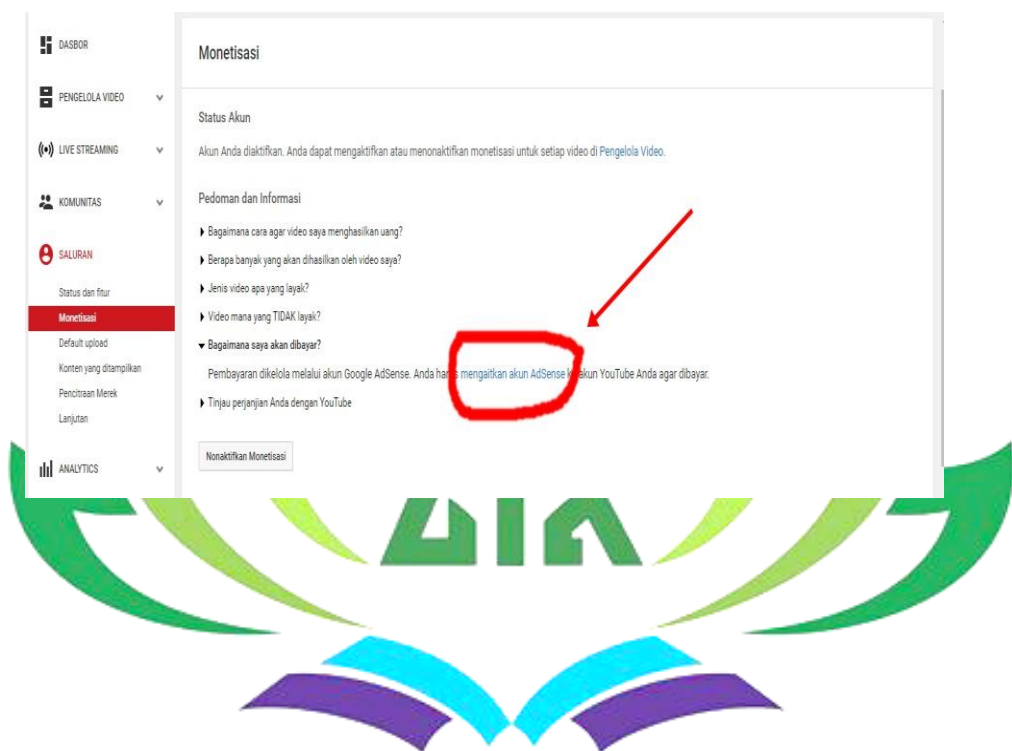 DASBOR
PENGELOLA VIDEO
LIVE STREAMING
KOMUNITAS
SALURAN
Status dan fitur
Monetisasi
Default upload
Konten yang ditampilkan
Pencitraan Merek
Lanjutan
ANALYTICS
Monetisasi
Status Akun
Akun Anda diaktifkan. Anda dapat mengaktifkan atau menonaktifkan monetisasi untuk setiap video di Pengelola Video.
Pedoman dan Informasi
Bagaimana cara agar video saya menghasilkan uang?
Berapa banyak yang akan dihasilkan oleh video saya?
Jenis video apa yang layak?
Video mana yang TIDAK layak?
Bagaimana saya akan dibayar?
Pembayaran dikelola melalui akun Google AdSense. Anda mengaitkan akun AdSense akun YouTube Anda agar dibayar.
Tinjau perjanjian Anda dengan YouTube
Nonaktifkan Monetisasi